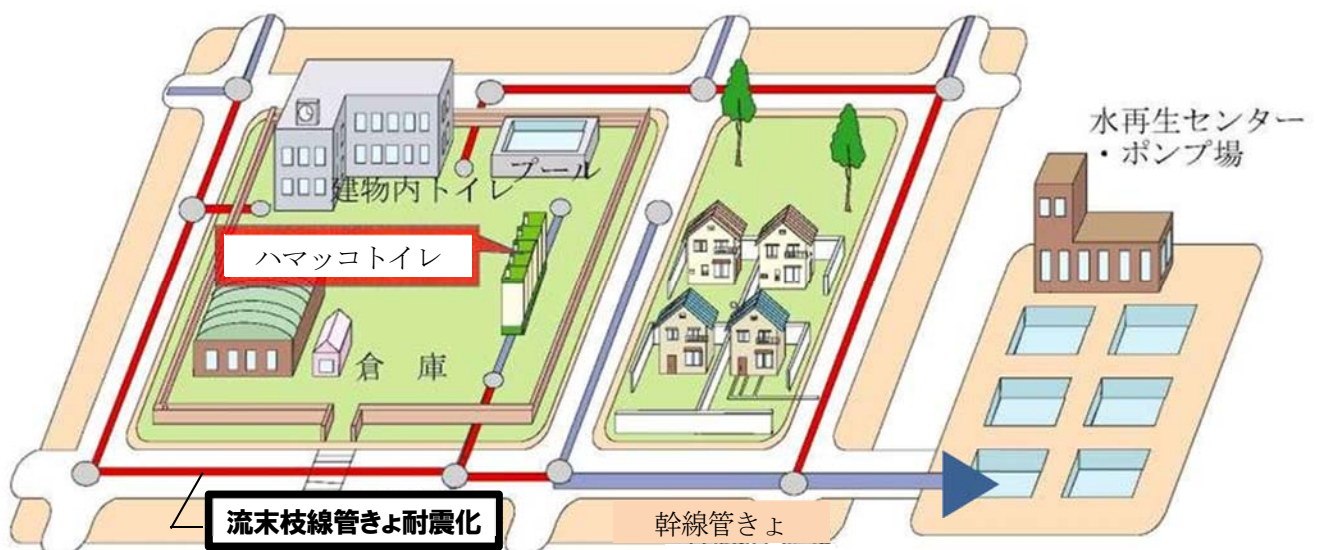 水再生センター
・ポンプ場
プール
建物内トイレ
ハマッコトイレ
倉 庫
流末枝線管きょ耐震化
幹線管きょ